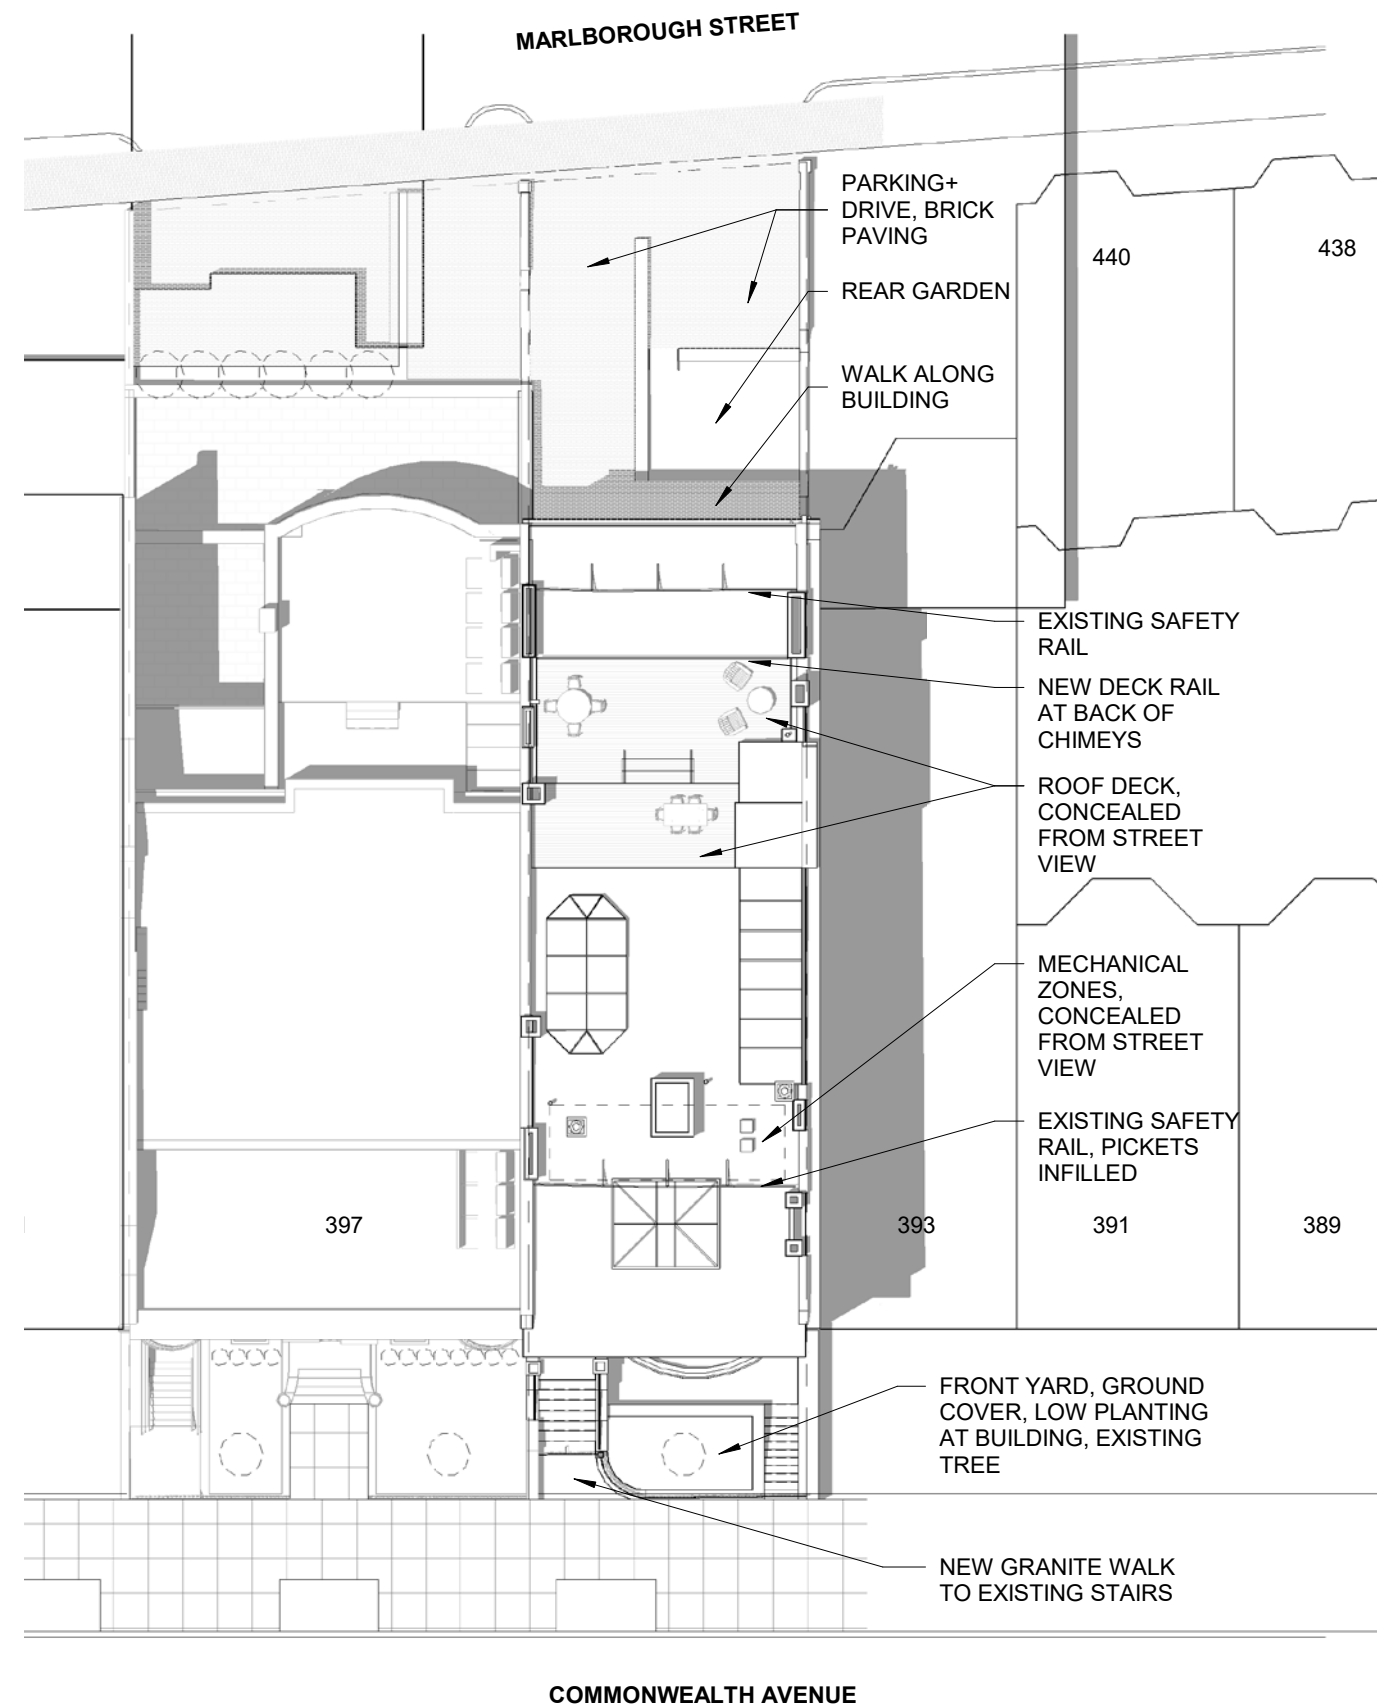 MARLBOROUGH STREET
PARKING+
DRIVE, BRICK
PAVING
440
438
REAR GARDEN
WALK ALONG
BUILDING
EXISTING SAFETY
RAIL
NEW DECK RAIL
AT BACK OF
CHIMEYS
ROOF DECK,
CONCEALED
FROM STREET
VIEW
MECHANICAL
ZONES,
CONCEALED
FROM STREET
VIEW
EXISTING SAFETY
RAIL, PICKETS
INFILLED
397
393
391
389
FRONT YARD, GROUND
COVER, LOW PLANTING
AT BUILDING, EXISTING
TREE
NEW GRANITE WALK
TO EXISTING STAIRS
COMMONWEALTH AVENUE